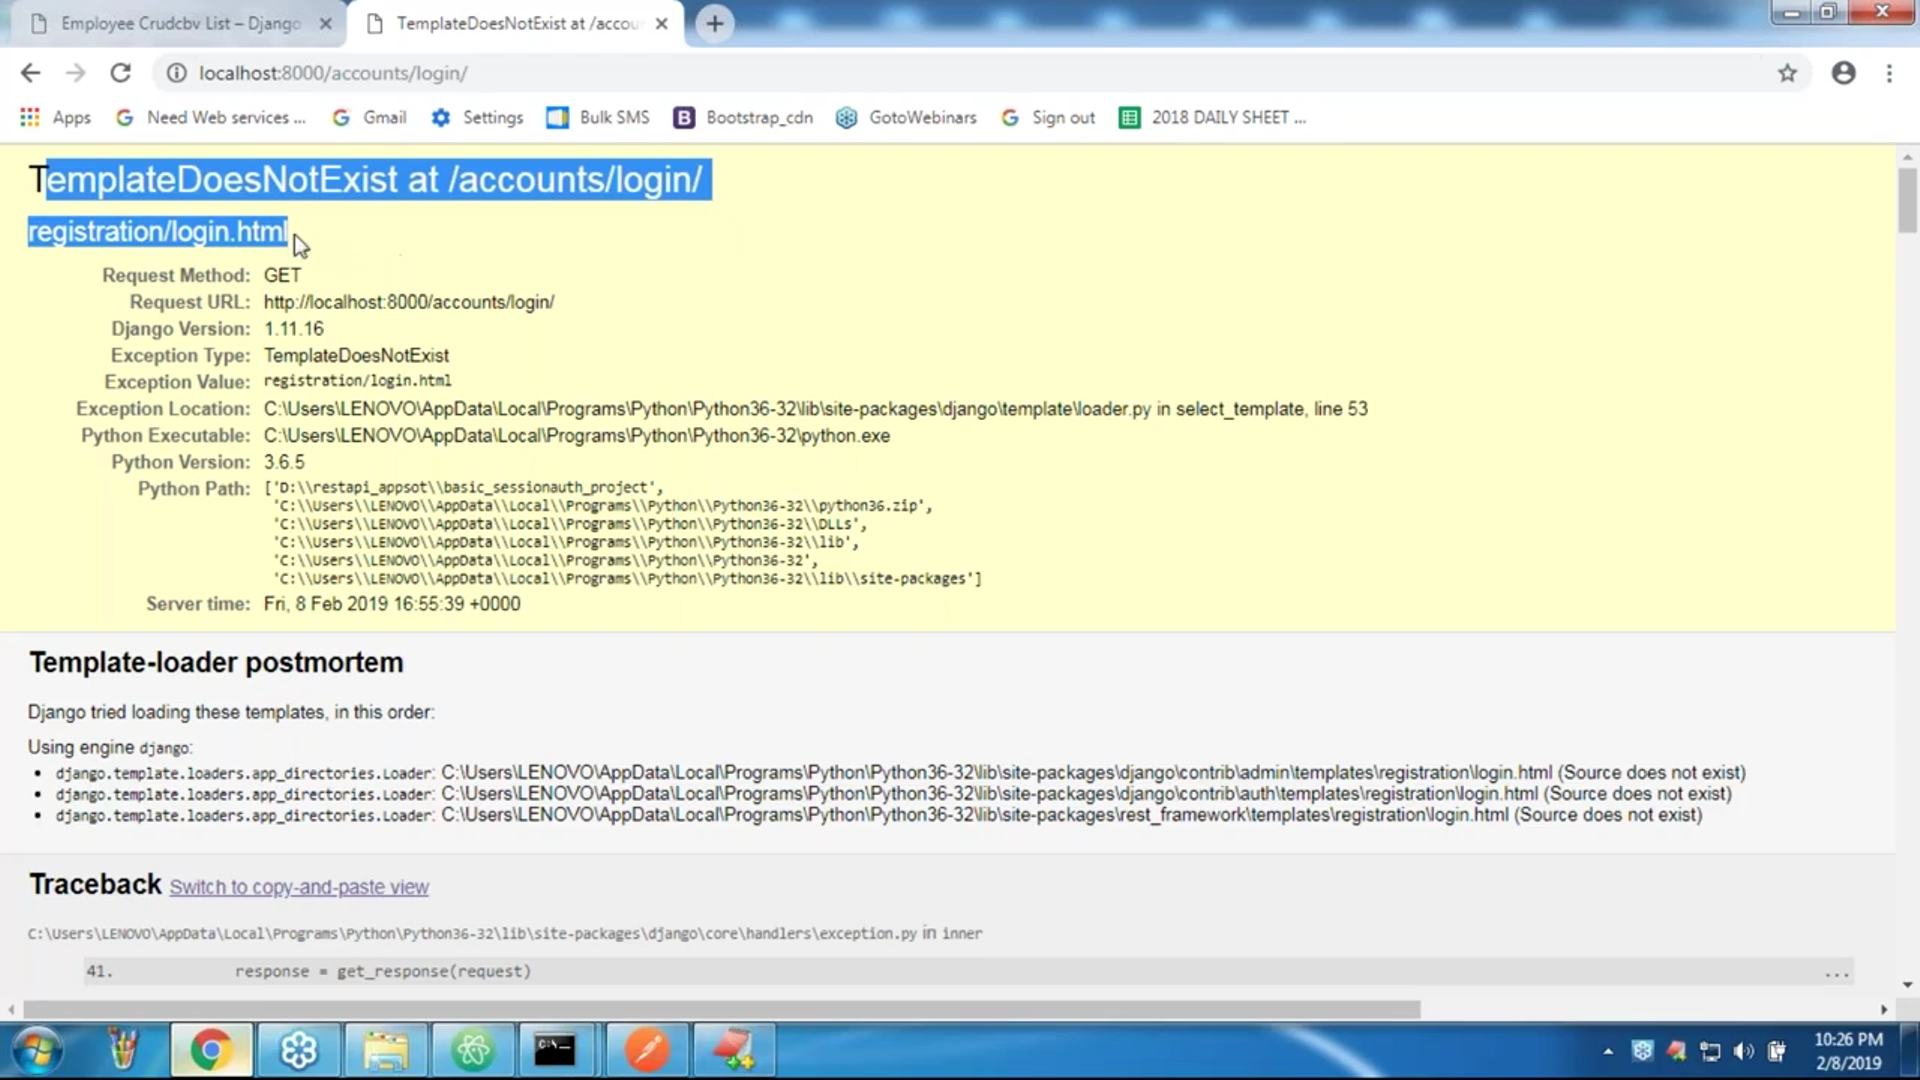 Employee Crudcbv List – Django
TemplateDoesNotExist at /accou
localhost:8000/accounts/login/
Apps
Need Web services ...
Gmail
Settings
Bulk SMS
Bootstrap_cdn
GotoWebinars
Sign out
2018 DAILY SHEET ...
TemplateDoesNotExist at /accounts/login/
registration/login.html
Request Method: GET
Request URL: http://localhost:8000/accounts/login/
Django Version: 1.11.16
Exception Type: TemplateDoesNotExist
Exception Value: registration/login.html
Exception Location: C:\Users\LENOVO\AppData\Local\Programs\Python\Python36-32\lib\site-packages\django\template\loader.py in select_template, line 53
Python Executable: C:\Users\LENOVO\AppData\Local\Programs\Python\Python36-32\python.exe
Python Version: 3.6.5
Python Path: ['D:\\restapi_appsot\\basic_sessionauth_project',
'C:\\Users\\LENOVO\\AppData\\Local\\Programs\\Python\\Python36-32\\python36.zip',
'C:\\Users\\LENOVO\\AppData\\Local\\Programs\\Python\\Python36-32\\DLLs',
'C:\\Users\\LENOVO\\AppData\\Local\\Programs\\Python\\Python36-32\\lib',
'C:\\Users\\LENOVO\\AppData\\Local\\Programs\\Python\\Python36-32',
'C:\\Users\\LENOVO\\AppData\\Local\\Programs\\Python\\Python36-32\\lib\\site-packages']
Server time: Fri, 8 Feb 2019 16:55:39 +0000
Template-loader postmortem
Django tried loading these templates, in this order:
Using engine django:
• django.template.loaders.app_directories.Loader: C:\Users\LENOVO\AppData\Local\Programs\Python\Python36-32\lib\site-packages\django\contrib\admin\templates\registration\login.html (Source does not exist)
• django.template.loaders.app_directories.Loader: C:\Users\LENOVO\AppData\Local\Programs\Python\Python36-32\lib\site-packages\django\contrib\auth\templates\registration\login.html (Source does not exist)
• django.template.loaders.app_directories.Loader: C:\Users\LENOVO\AppData\Local\Programs\Python\Python36-32\lib\site-packages\rest_framework\templates\registration\login.html (Source does not exist)
Traceback Switch to copy-and-paste view
C:\Users\LENOVO\AppData\Local\Programs\Python\Python36-32\lib\site-packages\django\core\handlers\exception.py in inner
41. response = get_response(request) ...
C:\_
10:26 PM
2/8/2019